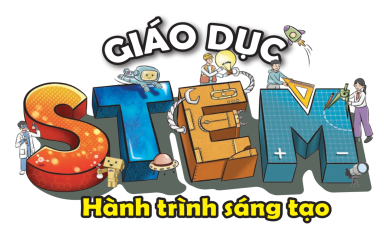 GIÁO DỤC
STEM
Hành trình sáng tạo